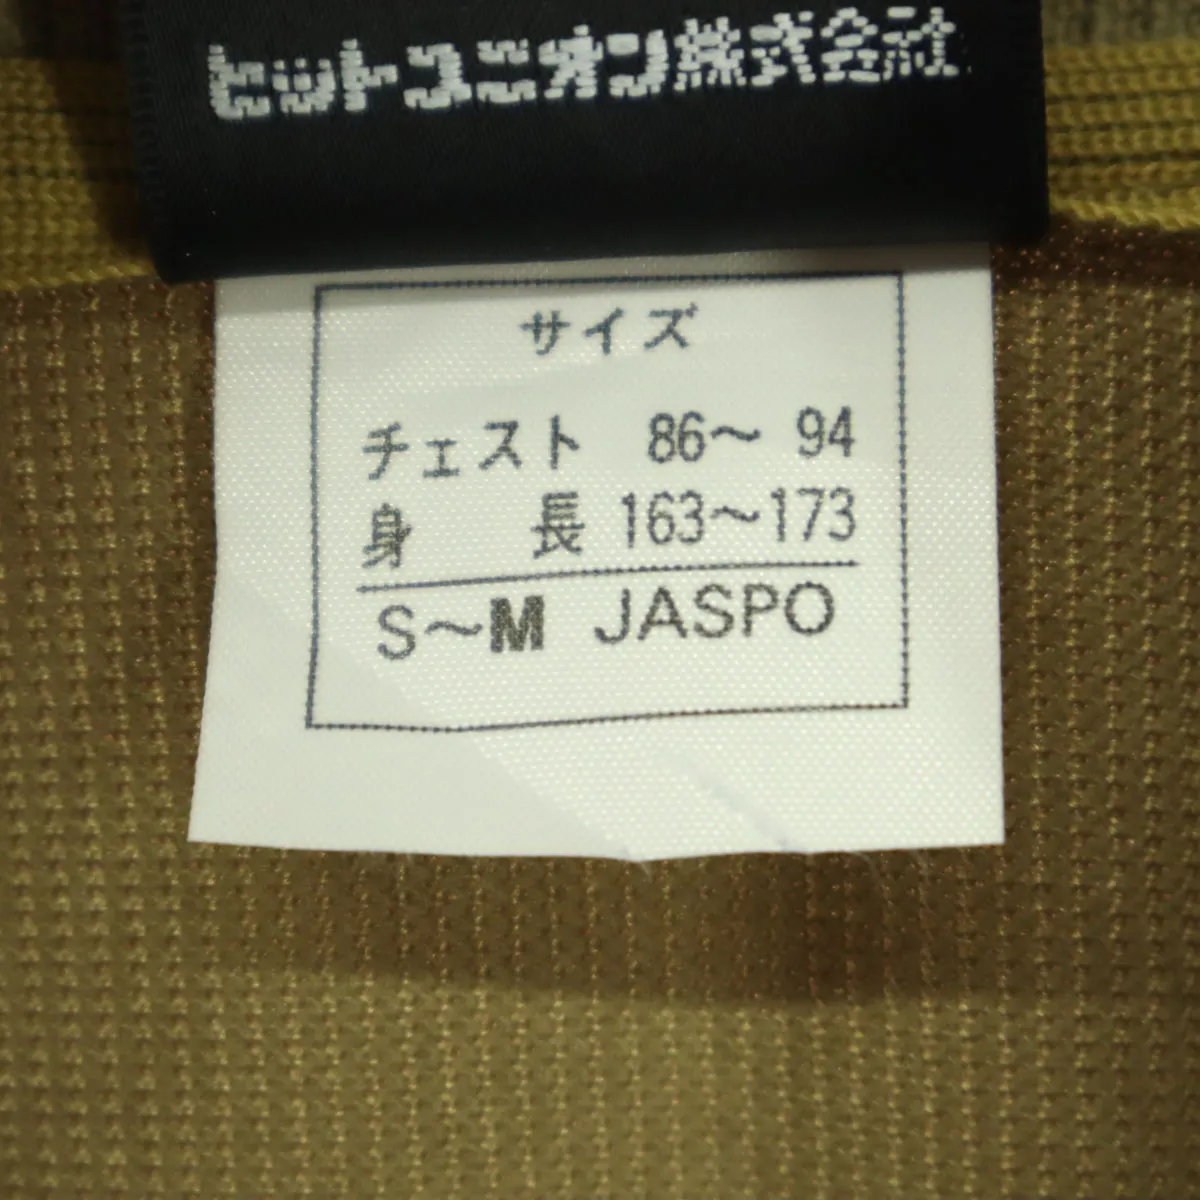 ヒットユニオン株式会社
サイズ
チェスト 86～ 94
身 長 163～173
S～M JASPO